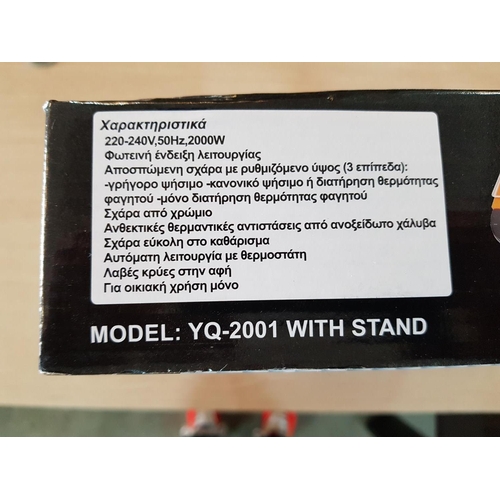 Χαρακτηριστικά
220-240V,50Hz,2000W
Φωτεινή ένδειξη λειτουργίας
Αποσπώμενη σχάρα με ρυθμιζόμενο ύψος (3 επίπεδα):
-γρήγορο ψήσιμο -κανονικό ψήσιμο ή διατήρηση θερμότητας
φαγητού -μόνο διατήρηση θερμότητας φαγητού
Σχάρα από χρώμιο
Ανθεκτικές θερμαντικές αντιστάσεις από ανοξείδωτο χάλυβα
Σχάρα εύκολη στο καθάρισμα
Αυτόματη λειτουργία με θερμοστάτη
Λαβές κρύες στην αφή
Για οικιακή χρήση μόνο
MODEL: YQ-2001 WITH STAND